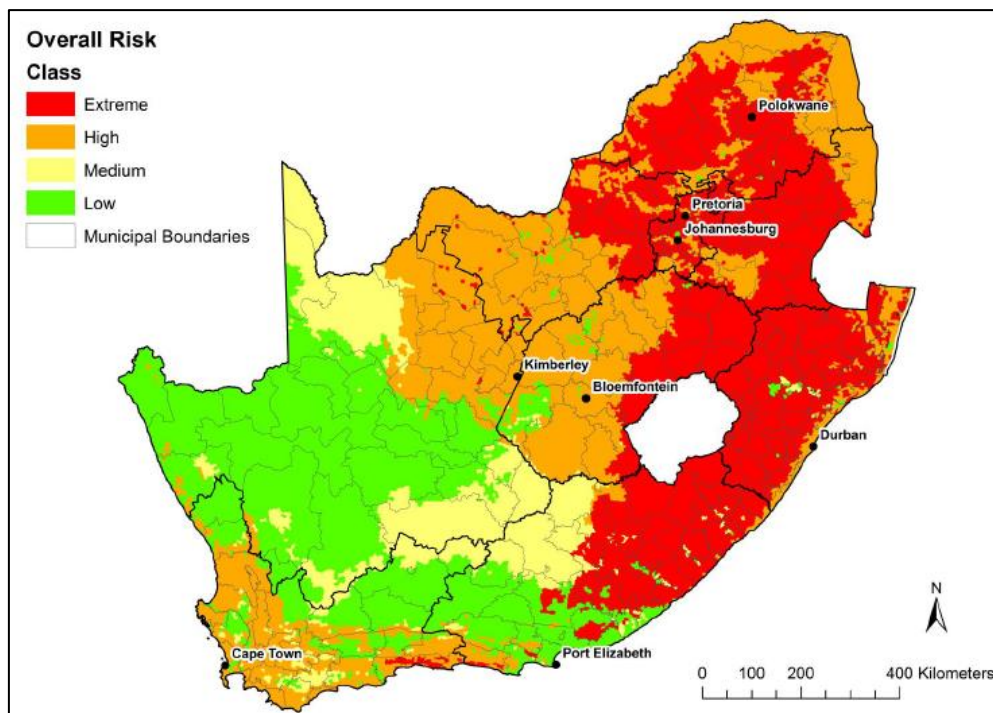 Overall Risk
Class
Extreme
High
Medium
Low
Municipal Boundaries
Polokwane
Pretoria
Johannesburg
Kimberley
Bloemfontein
Durban
N
Cape Town
Port Elizabeth
0 100 200 400 Kilometers